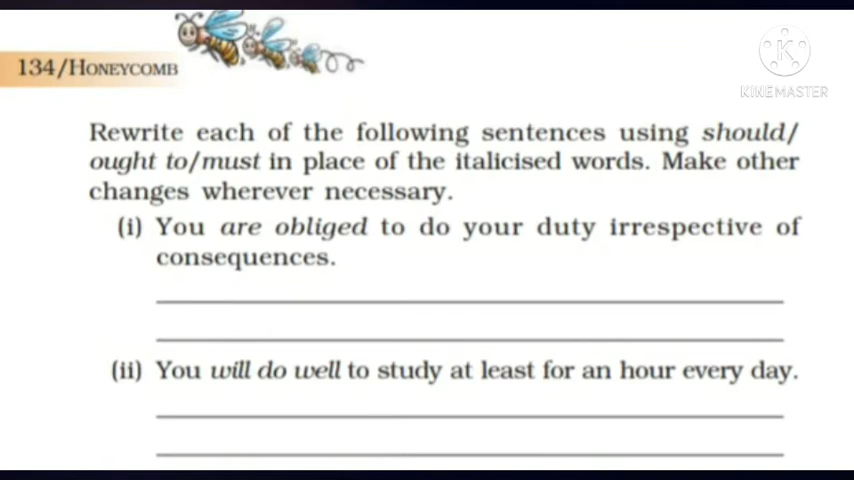 134/HONEYCOMB
KINEMASTER
Rewrite each of the following sentences using should/
ought to/must in place of the italicised words. Make other
changes wherever necessary.
(i) You are obliged to do your duty irrespective of
consequences.
(ii) You will do well to study at least for an hour every day.